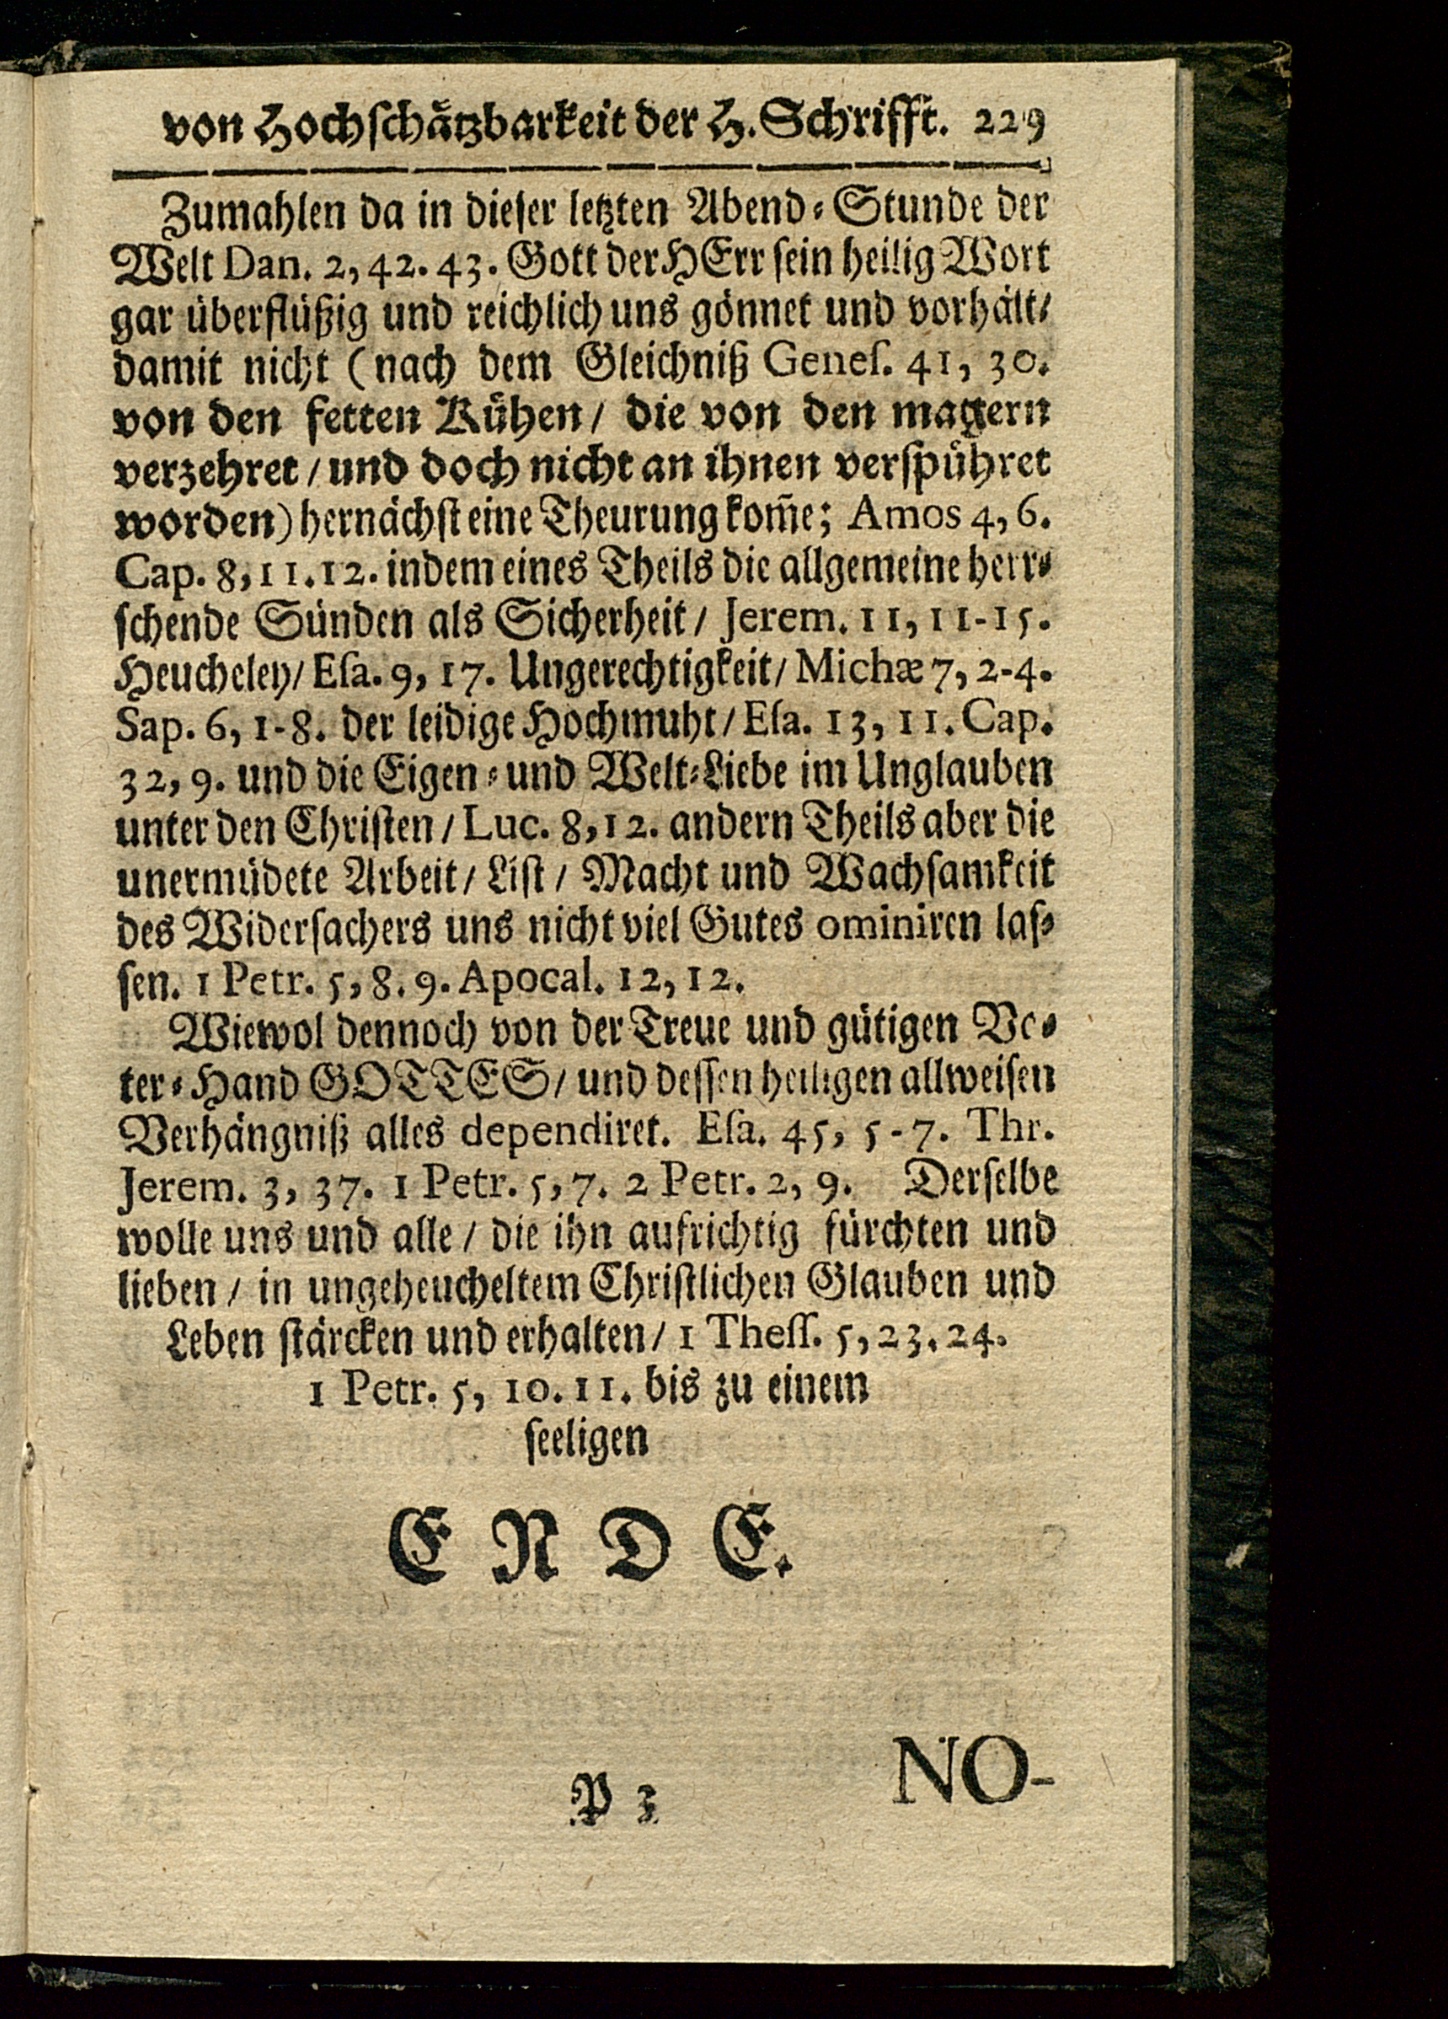 von Hochschätzbarkeit der H. Schrifft. 229
Zumahlen da in dieser letzten Abend-Stunde der
Welt Dan. 2, 42. 43. Gott der HErr sein heilig Wort
gar überflüßig und reichlich uns gönnet und vorhält/
damit nicht (nach dem Gleichniß Genes. 41, 30.
von den fetten Kühen/ die von den magern
verzehret/ und doch nicht an ihnen verspühret
worden) hernächst eine Theurung kom̃e; Amos 4, 6.
Cap. 8, 11. 12. indem eines Theils die allgemeine herr-
schende Sünden als Sicherheit/ Jerem. 11, 11-15.
Heucheley/ Esa. 9, 17. Ungerechtigkeit/ Michæ 7, 2-4.
Sap. 6, 1-8. der leidige Hochmuht/ Esa. 13, 11. Cap.
32, 9. und die Eigen- und Welt-Liebe im Unglauben
unter den Christen/ Luc. 8, 12. andern Theils aber die
unermüdete Arbeit/ List/ Macht und Wachsamkeit
des Widersachers uns nicht viel Gutes ominiren las-
sen. 1 Petr. 5, 8. 9. Apocal. 12, 12.
Wiewol dennoch von der Treue und gütigen Ve-
ter-Hand GOTTES/ und dessen heiligen allweisen
Verhängniß alles dependiret. Esa. 45, 5-7. Thr.
Jerem. 3, 37. 1 Petr. 5, 7. 2 Petr. 2, 9. Derselbe
wolle uns und alle/ die ihn aufrichtig fürchten und
lieben/ in ungeheucheltem Christlichen Glauben und
Leben stärcken und erhalten/ 1 Thess. 5, 23. 24.
1 Petr. 5, 10. 11. bis zu einem
seeligen
ENDE.
P 3
NO-